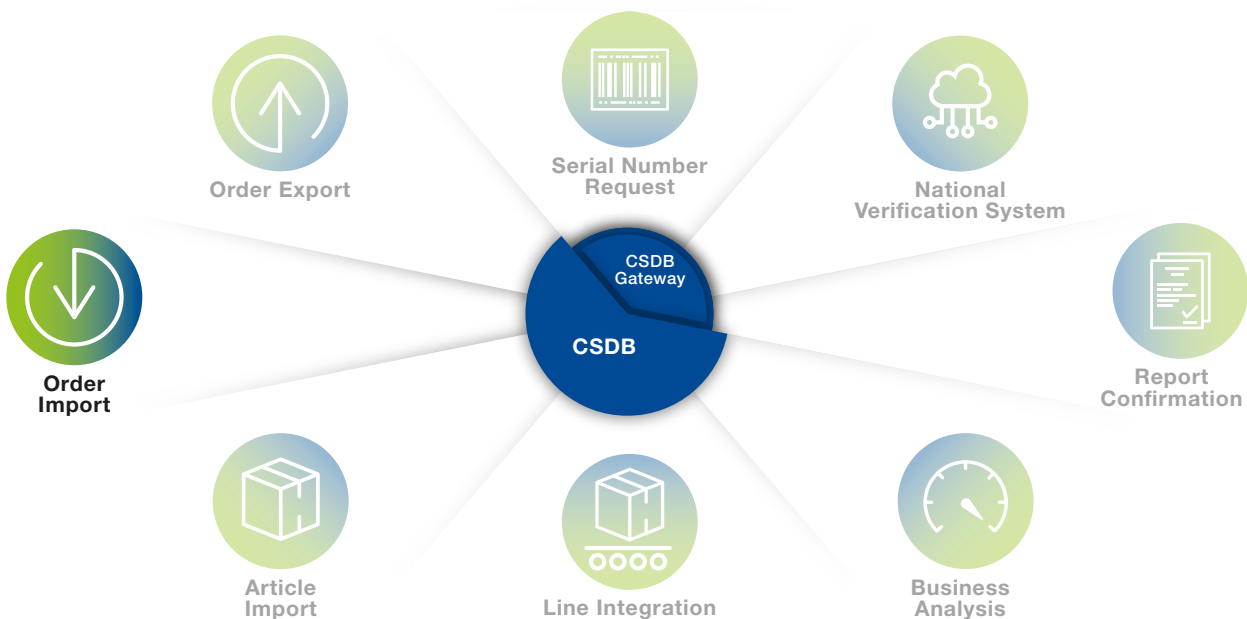 Serial Number
Request
Order Export
National
Verification System
CSDB
Gateway
CSDB
Order
Import
Report
Confirmation
Article
Import
Line Integration
Business
Analysis